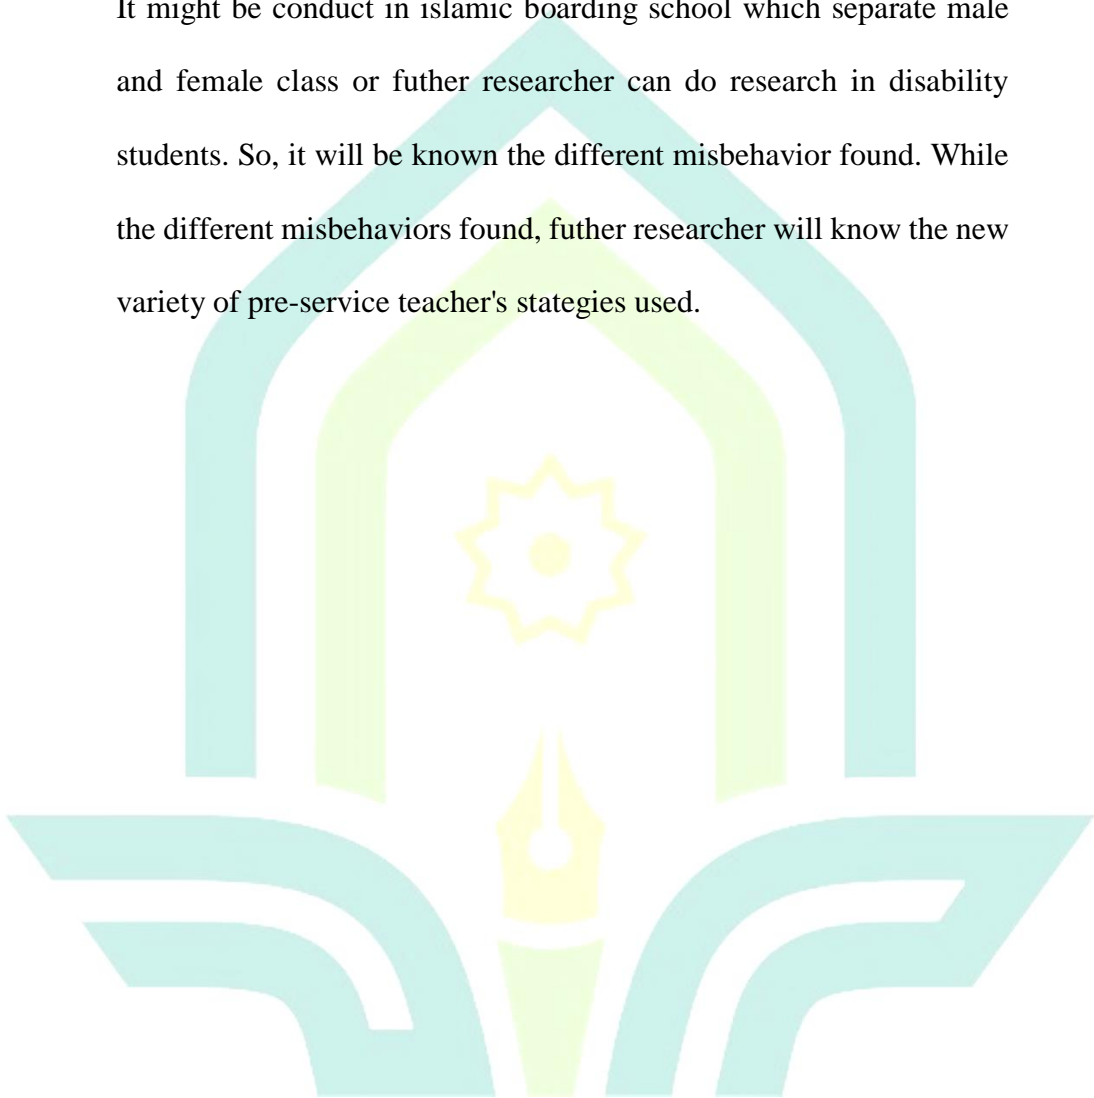 It might be conduct in islamic boarding school which separate male
and female class or futher researcher can do research in disability
students. So, it will be known the different misbehavior found. While
the different misbehaviors found, futher researcher will know the new
variety of pre-service teacher's stategies used.